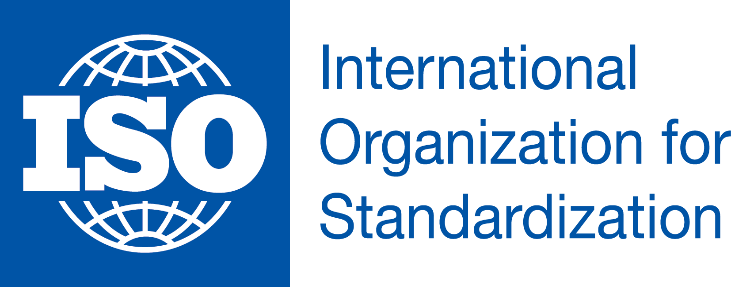 ISO
International
Organization for
Standardization